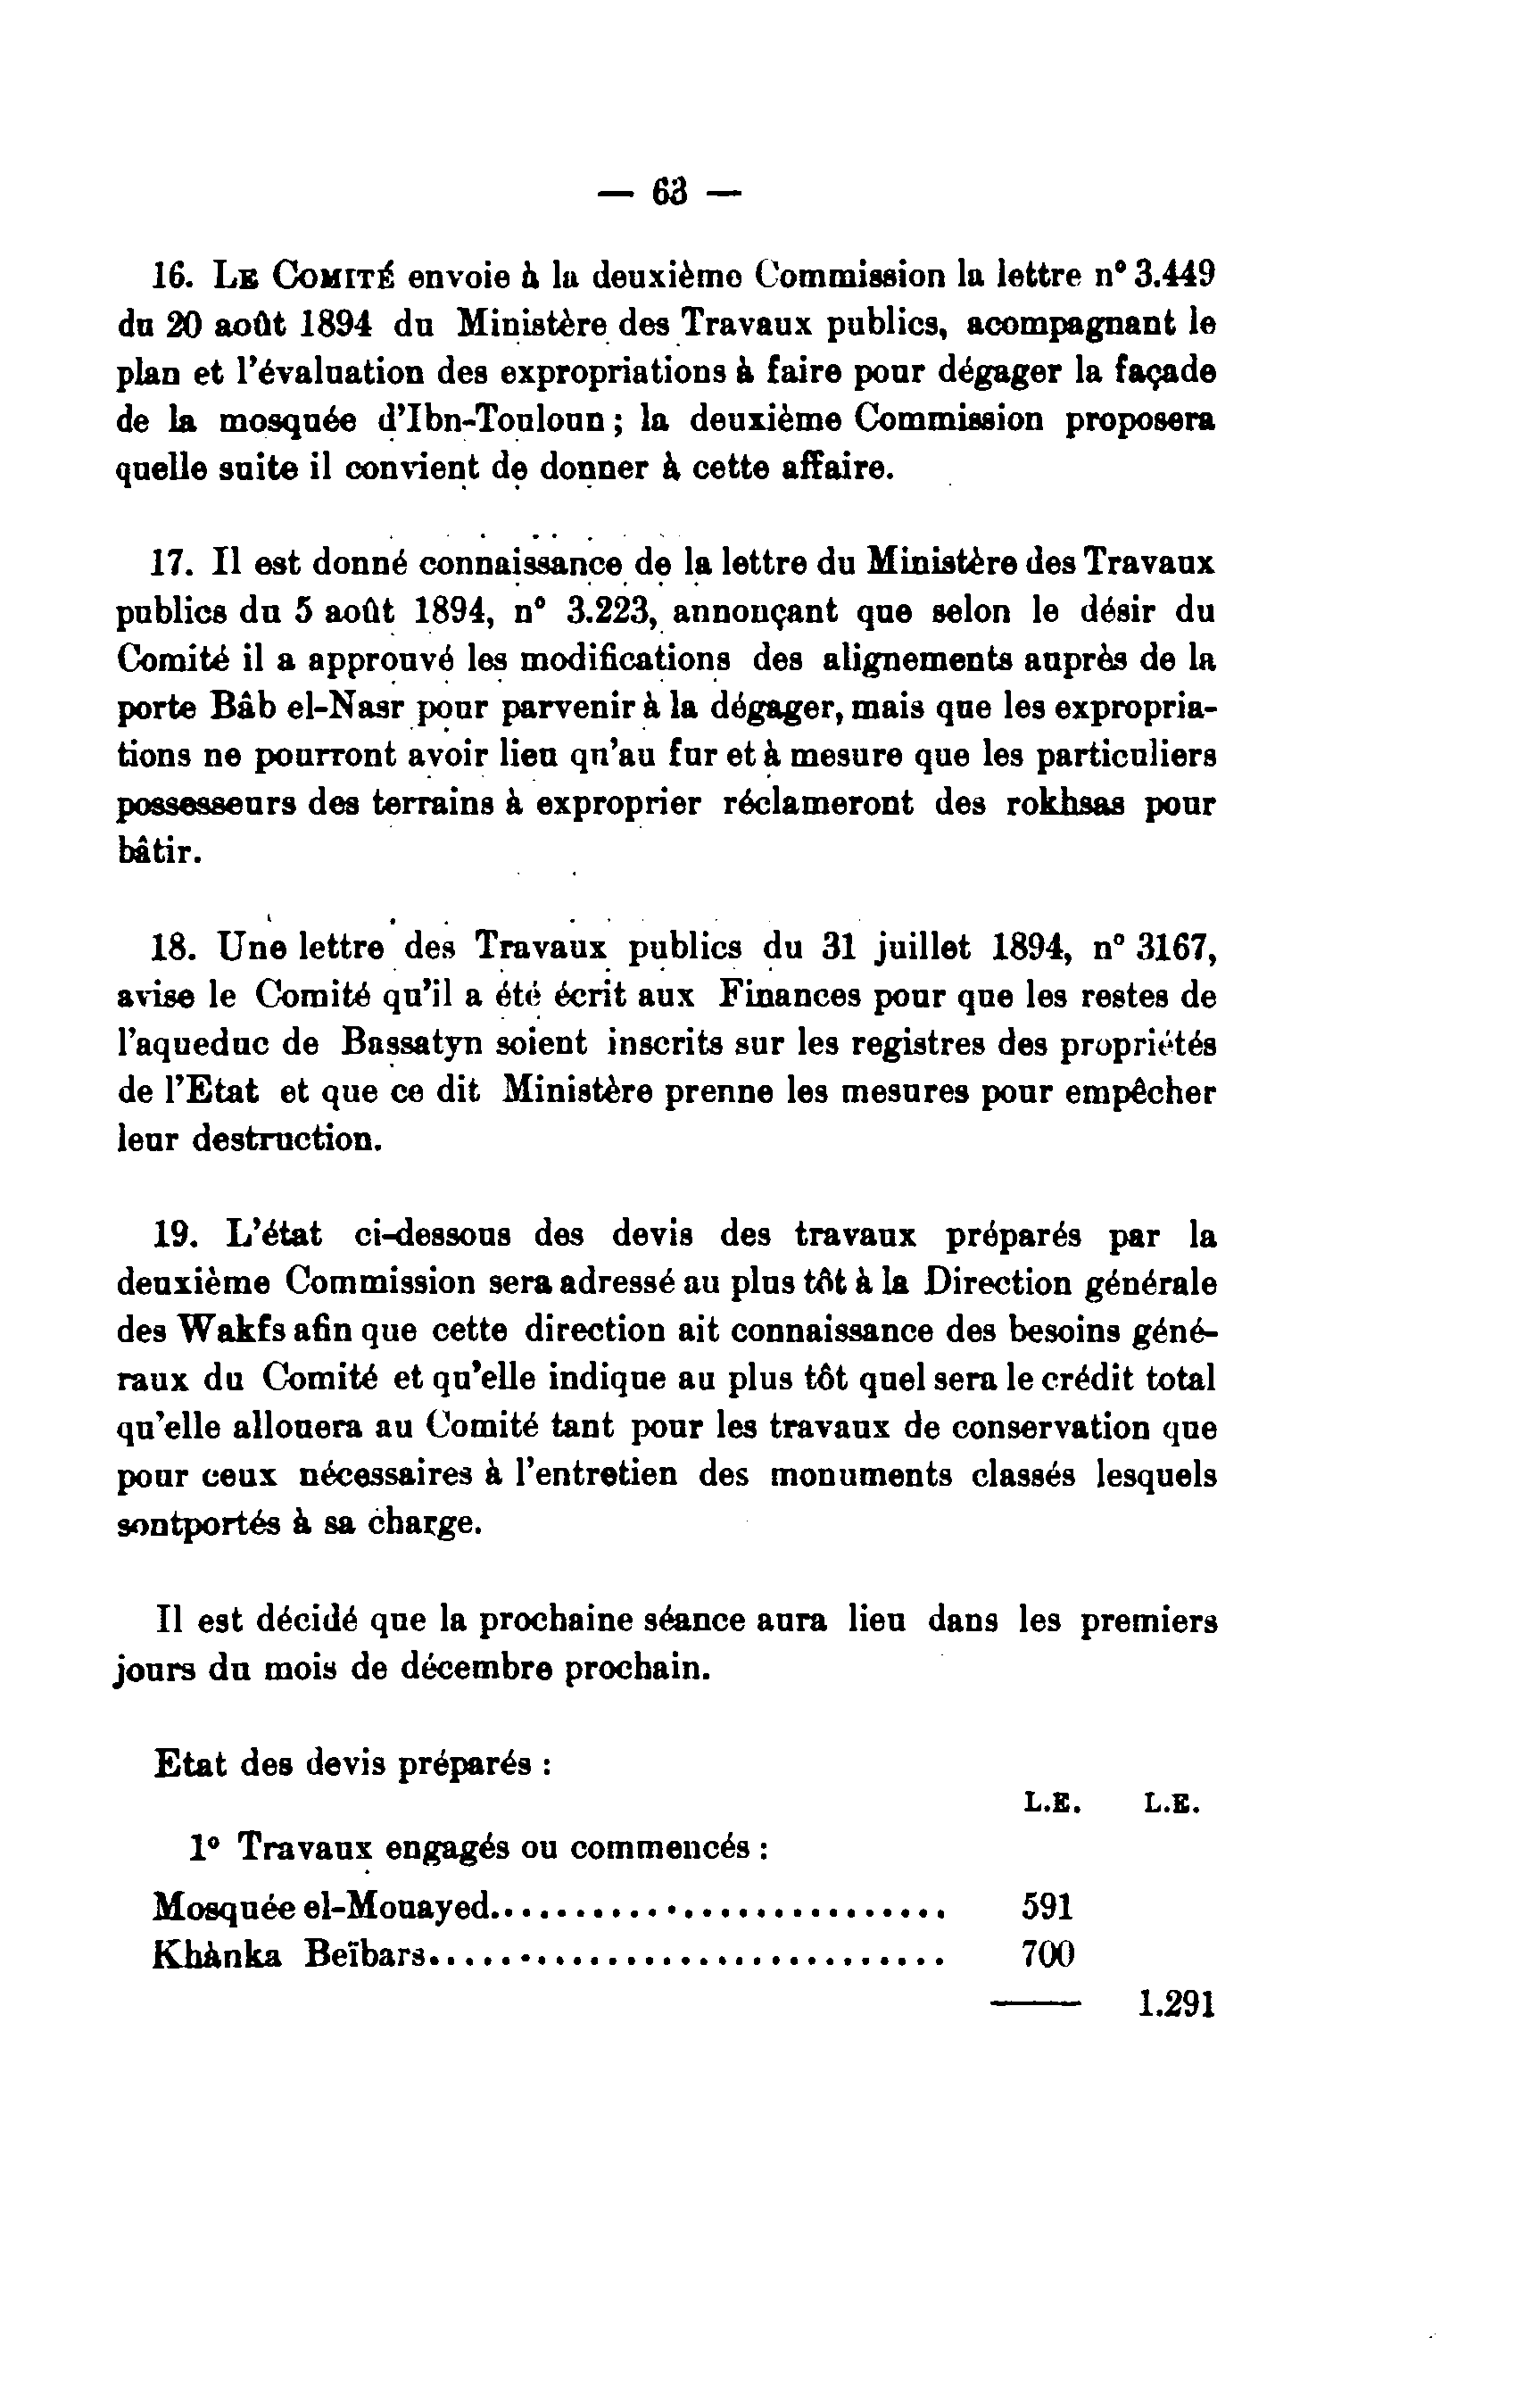 — 63 —
16. LE COMITÉ envoie à la deuxième Commission la lettre n° 3.449
du 20 août 1894 du Ministère des Travaux publics, acompagnant le
plan et l'évaluation des expropriations à faire pour dégager la façade
de la mosquée d'Ibn-Touloun ; la deuxième Commission proposera
quelle suite il convient de donner à cette affaire.
17. Il est donné connaissance de la lettre du Ministère des Travaux
publics du 5 août 1894, n° 3.223, annonçant que selon le désir du
Comité il a approuvé les modifications des alignements auprès de la
porte Bâb el-Nasr pour parvenir à la dégager, mais que les expropria-
tions ne pourront avoir lieu qu'au fur et à mesure que les particuliers
possesseurs des terrains à exproprier réclameront des rokhsas pour
bâtir.
18. Une lettre des Travaux publics du 31 juillet 1894, n° 3167,
avise le Comité qu'il a été écrit aux Finances pour que les restes de
l'aqueduc de Bassatyn soient inscrits sur les registres des propriétés
de l'Etat et que ce dit Ministère prenne les mesures pour empêcher
leur destruction.
19. L'état ci-dessous des devis des travaux préparés par la
deuxième Commission sera adressé au plus tôt à la Direction générale
des Wakfs afin que cette direction ait connaissance des besoins géné-
raux du Comité et qu'elle indique au plus tôt quel sera le crédit total
qu'elle allouera au Comité tant pour les travaux de conservation que
pour ceux nécessaires à l'entretien des monuments classés lesquels
sontportés à sa charge.
Il est décidé que la prochaine séance aura lieu dans les premiers
jours du mois de décembre prochain.
Etat des devis préparés :
L.E. L.E.
1° Travaux engagés ou commencés :
Mosquée el-Mouayed.......................... 591
Khànka Beïbars............................. 700
—— 1.291